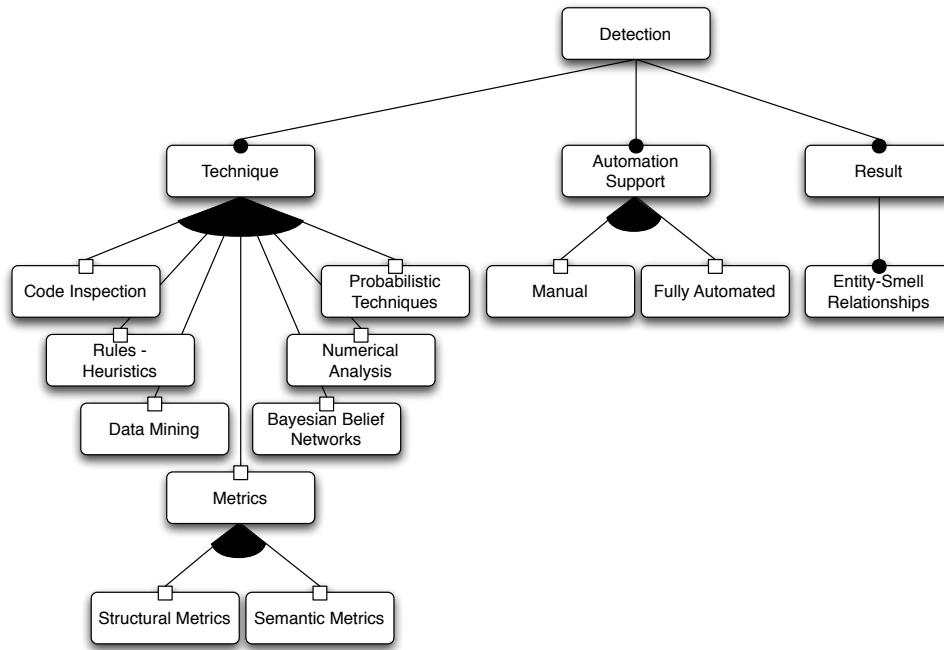 Detection
Technique
Automation
Support
Result
Code Inspection
Probabilistic
Techniques
Manual
Fully Automated
Entity-Smell
Relationships
Rules -
Heuristics
Numerical
Analysis
Data Mining
Bayesian Belief
Networks
Metrics
Structural Metrics
Semantic Metrics